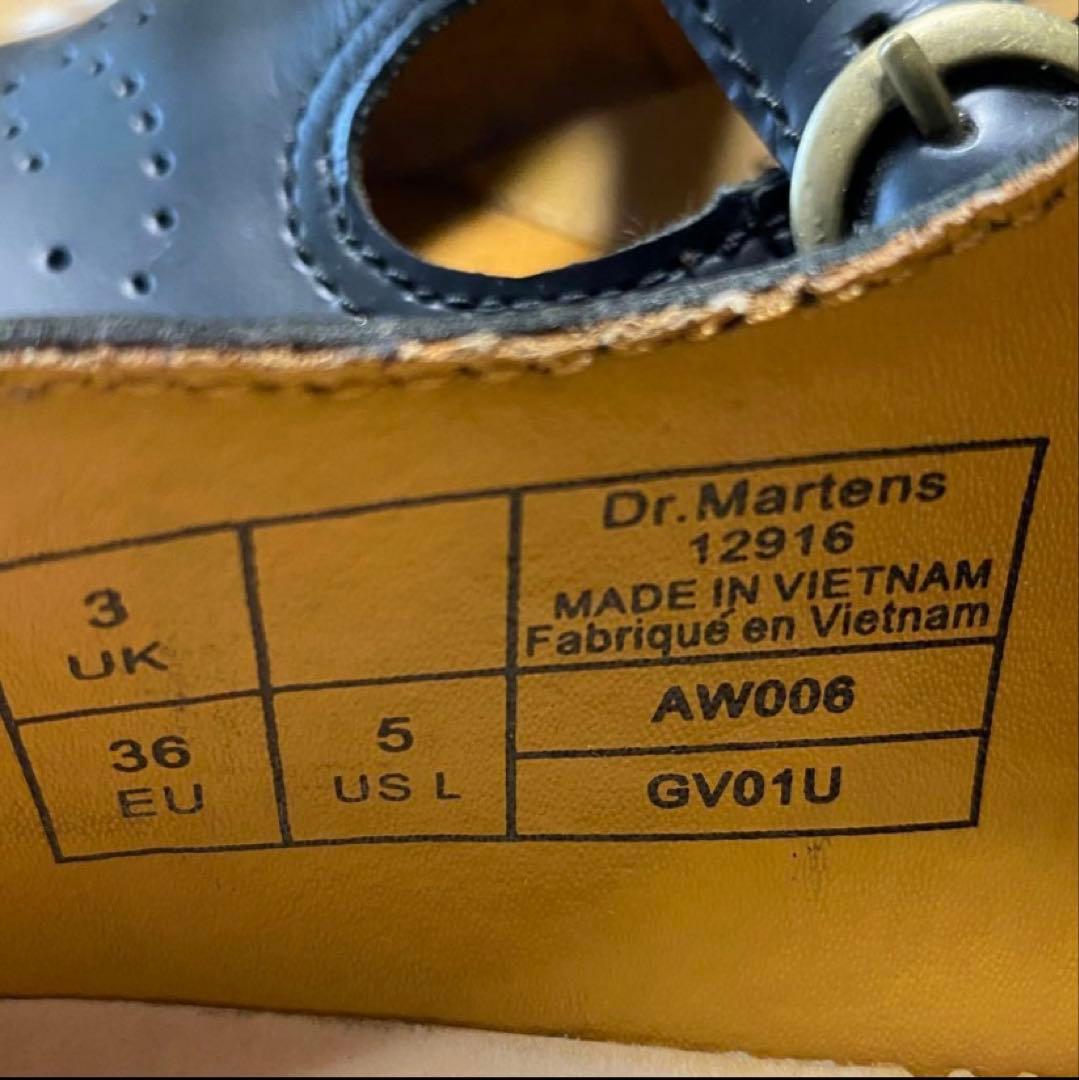 3
UK
36
EU
5
US L
Dr.Martens
12916
MADE IN VIETNAM
Fabriqué en Vietnam
AW006
GV01U